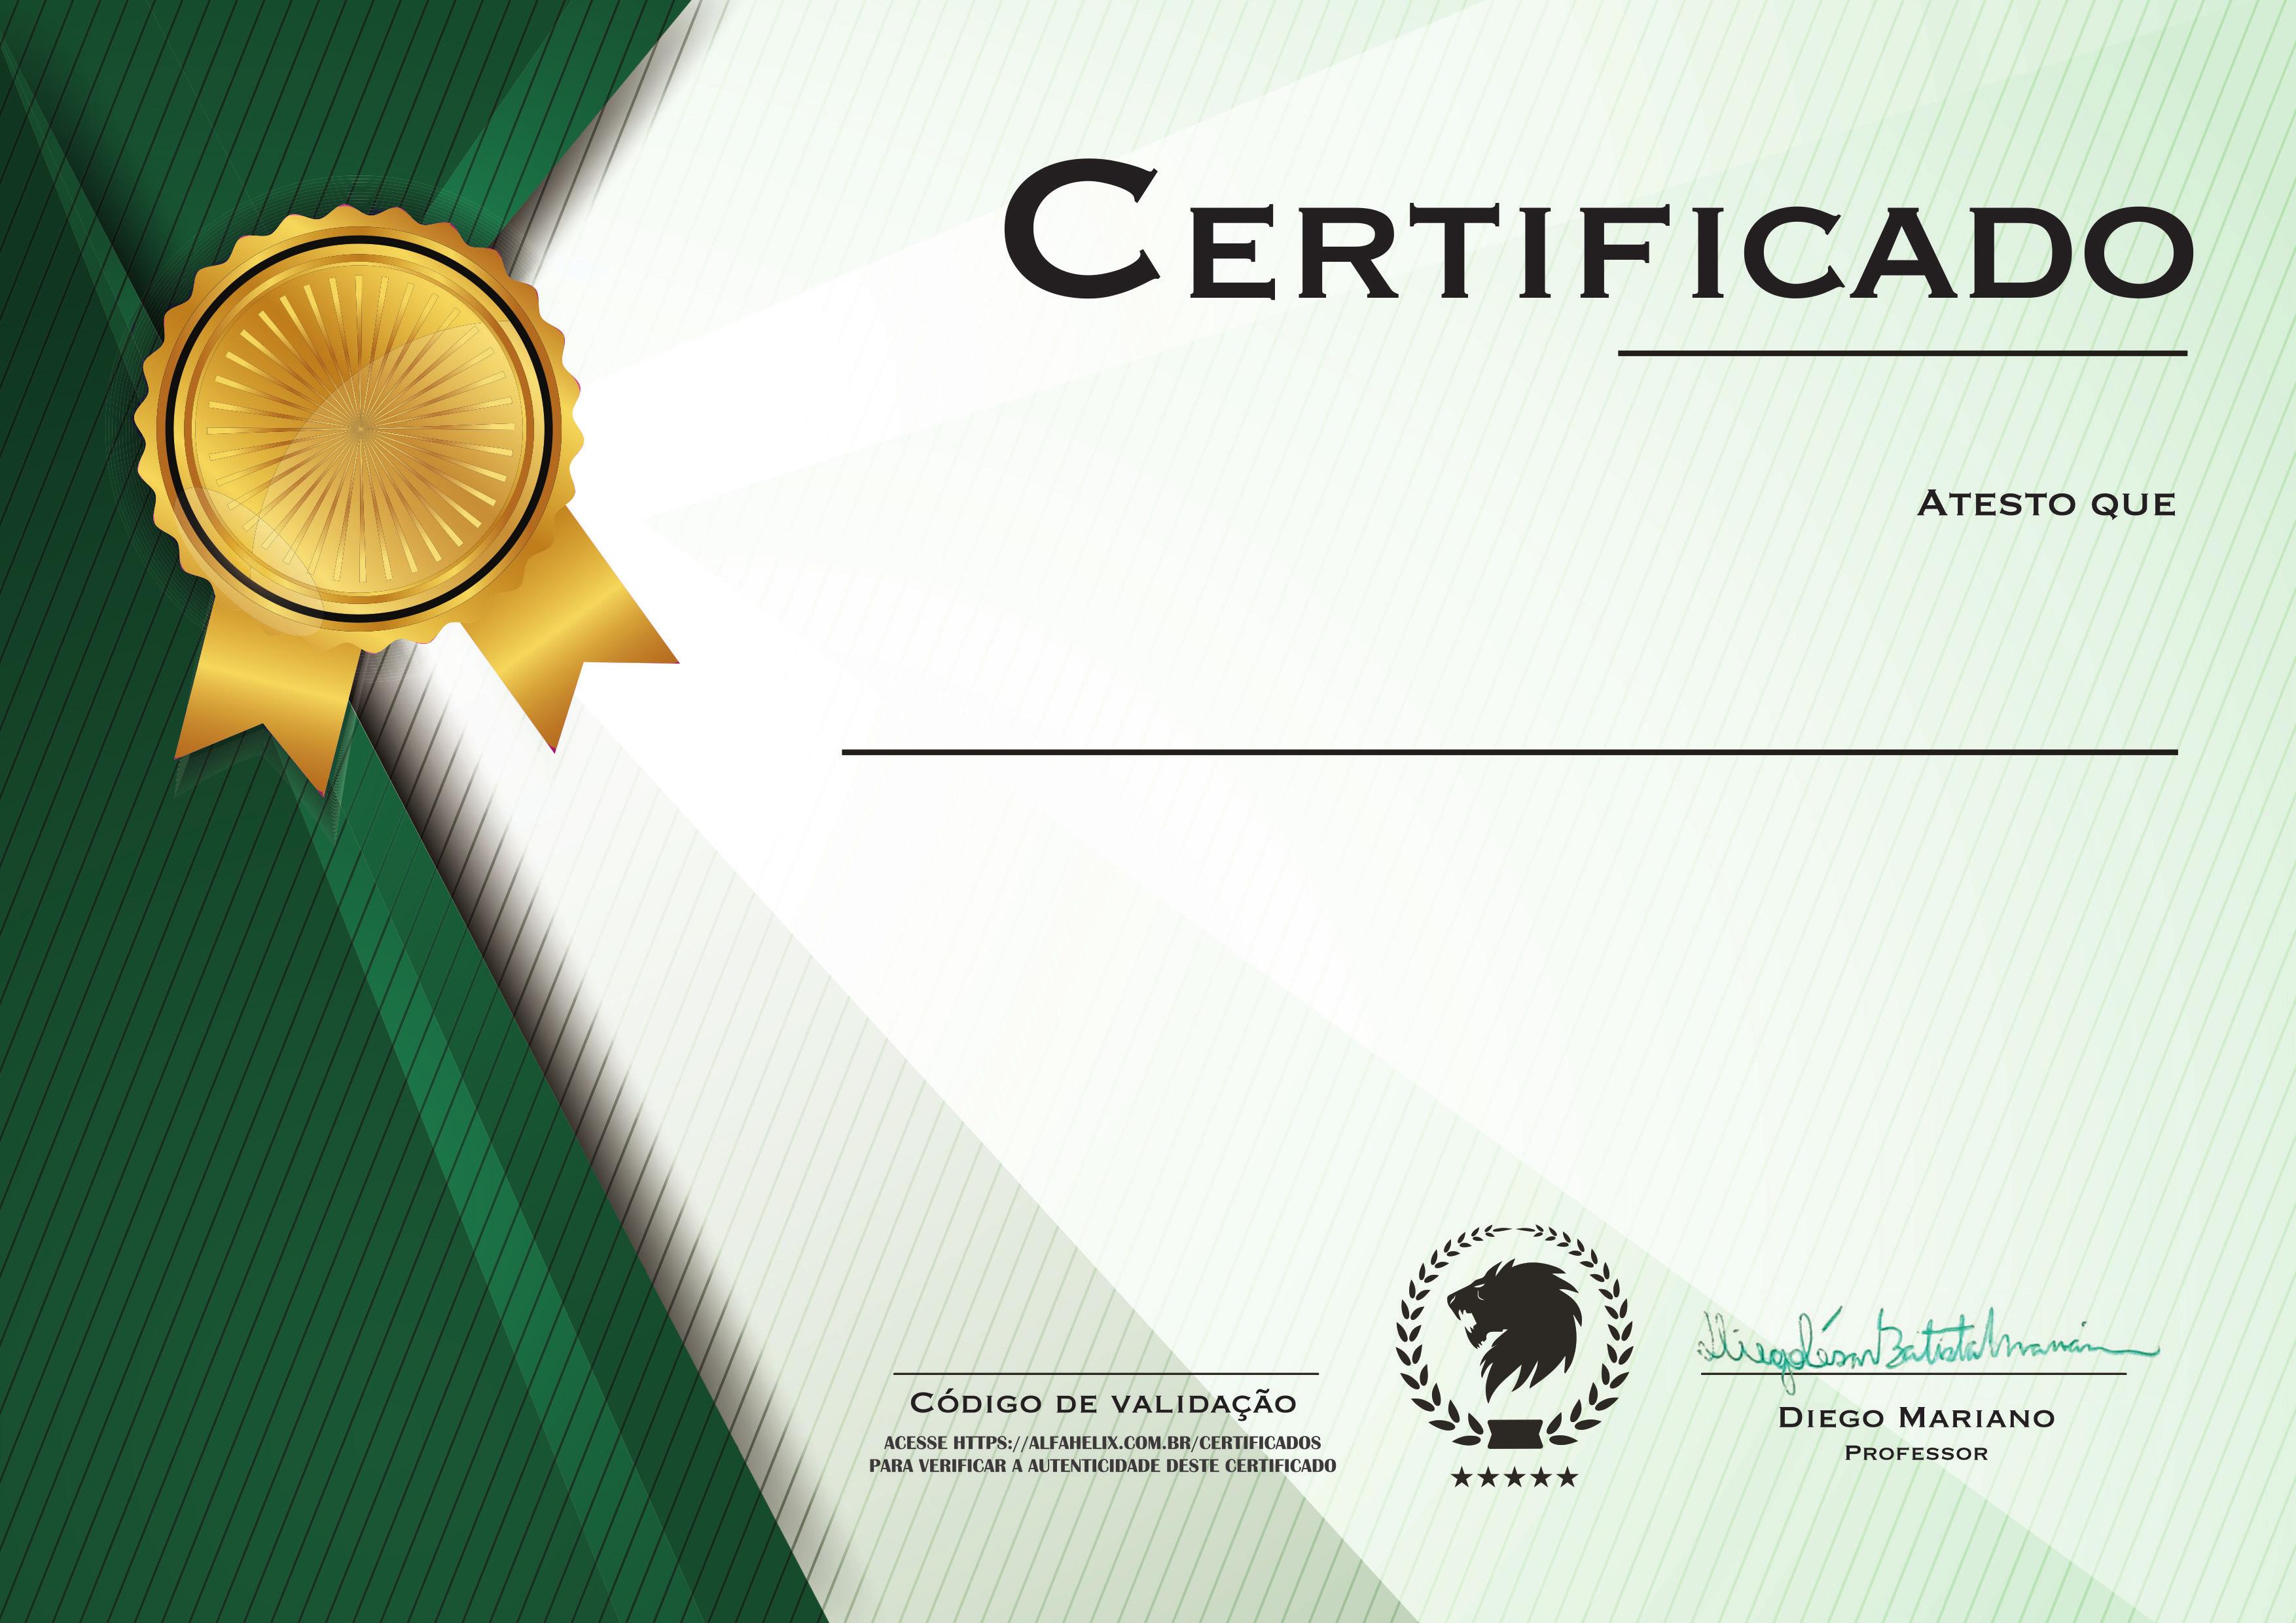 Certificado
Atesto que
Diego César Batista Mariano
Código de validação
ACESSE HTTPS://ALFAHELIX.COM.BR/CERTIFICADOS
PARA VERIFICAR A AUTENTICIDADE DESTE CERTIFICADO
Diego Mariano
Professor